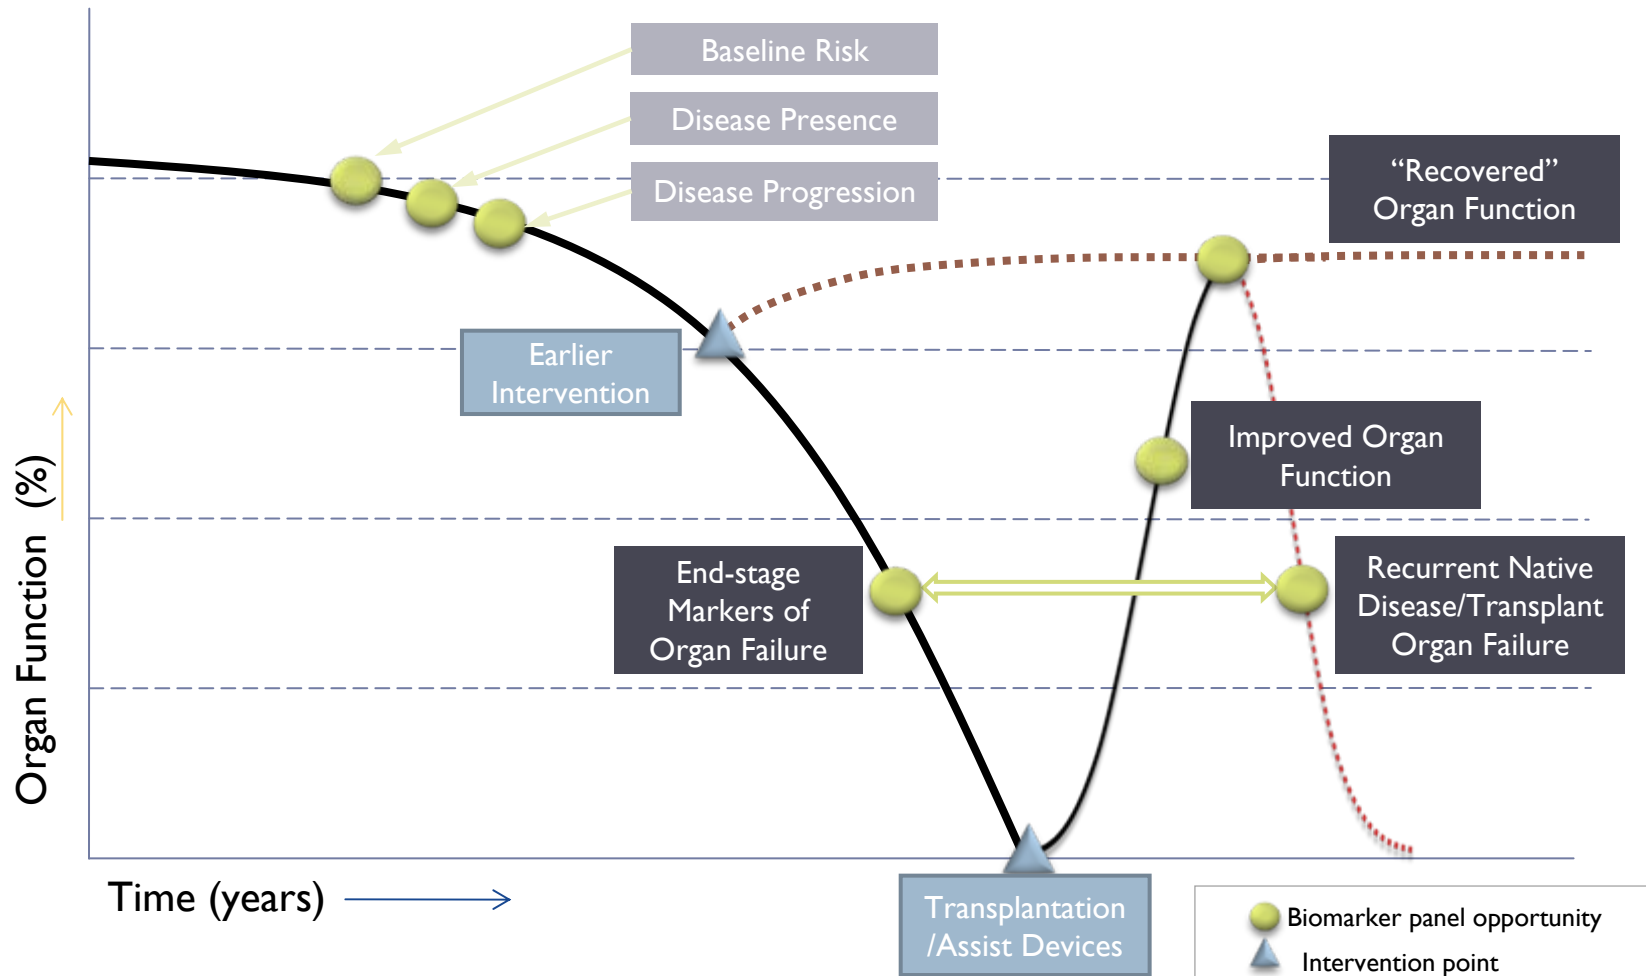 Baseline Risk
Disease Presence
Disease Progression
“Recovered”
Organ Function
Earlier
Intervention
Improved Organ
Function
End-stage
Markers of
Organ Failure
Recurrent Native
Disease/Transplant
Organ Failure
Organ Function (%)
Time (years)
Transplantation
/Assist Devices
Biomarker panel opportunity
Intervention point